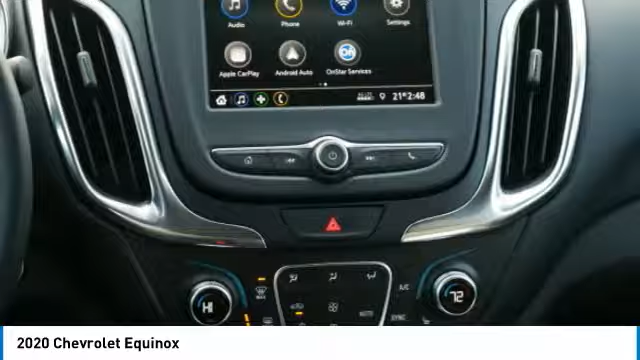 Audio Phone Wi-Fi Settings
Apple CarPlay Android Auto OnStar Services
21° 2:48
HI A/C 72
SYNC
2020 Chevrolet Equinox